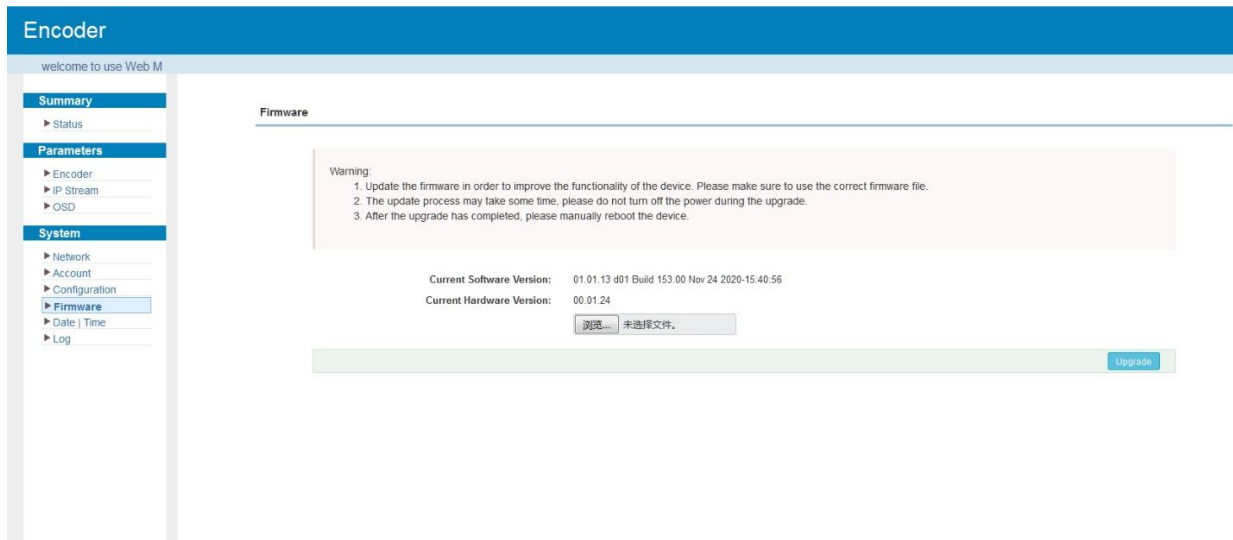 Encoder
welcome to use Web M
Summary
Status
Parameters
Encoder
IP Stream
OSD
System
Network
Account
Configuration
Firmware
Date | Time
Log
Firmware
Warning:
1. Update the firmware in order to improve the functionality of the device. Please make sure to use the correct firmware file.
2. The update process may take some time, please do not turn off the power during the upgrade.
3. After the upgrade has completed, please manually reboot the device.
Current Software Version: 01.01.13 d01 Build 153.00 Nov 24 2020-15:40:56
Current Hardware Version: 00.01.24
浏览... 未选择文件。
Upgrade